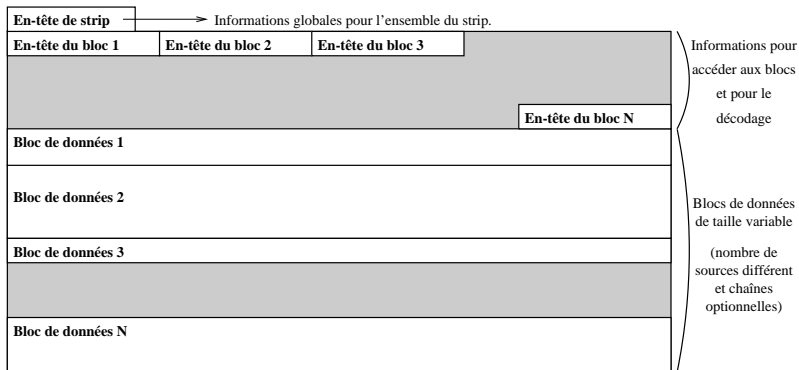 En-tête de strip
Informations globales pour l'ensemble du strip.
En-tête du bloc 1
En-tête du bloc 2
En-tête du bloc 3
Informations pour
accéder aux blocs
et pour le
décodage
En-tête du bloc N
Bloc de données 1
Bloc de données 2
Blocs de données
de taille variable
(nombre de
sources différent
et chaînes
optionnelles)
Bloc de données 3
Bloc de données N